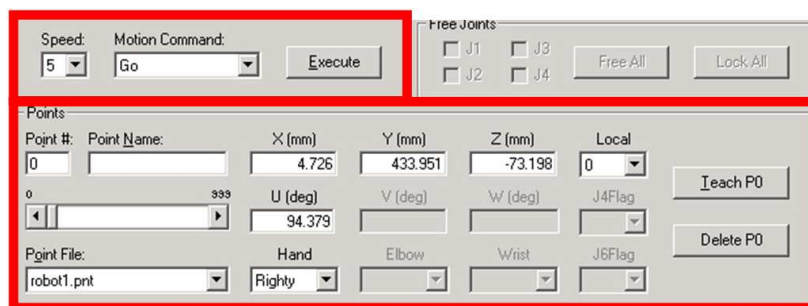 Speed: Motion Command:
5 Go Execute
Free Joints
J1 J3 Free All Lock All
J2 J4
Points
Point #: Point Name: X (mm) Y (mm) Z (mm) Local
0 4.726 433.951 -73.198 0
Teach P0
0 999 U (deg) V (deg) W (deg) J4Flag
94.379
Delete P0
Point File: Hand Elbow Wrist J6Flag
robot1.pnt Righty